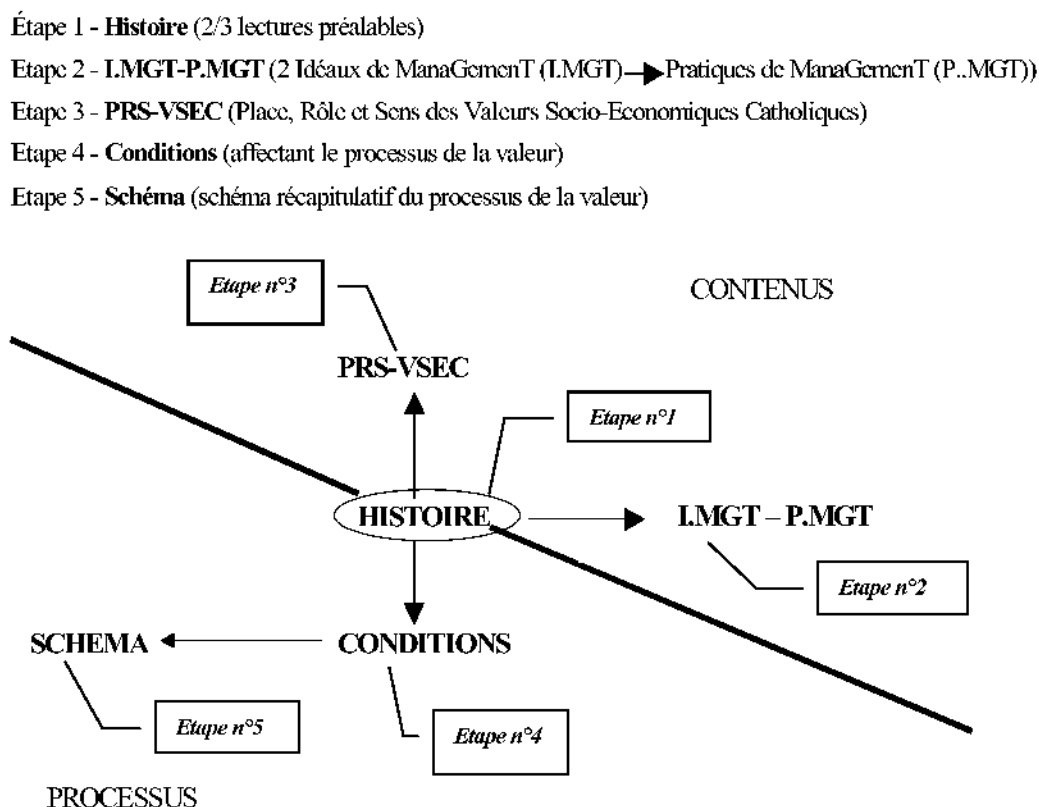 Étape 1 - Histoire (2/3 lectures préalables)
Etape 2 - I.MGT-P.MGT (2 Idéaux de ManaGemenT (I.MGT)→Pratiques de ManaGemenT (P..MGT))
Etape 3 - PRS-VSEC (Place, Rôle et Sens des Valeurs Socio-Economiques Catholiques)
Etape 4 - Conditions (affectant le processus de la valeur)
Etape 5 - Schéma (schéma récapitulatif du processus de la valeur)
Etape n°3
CONTENUS
PRS-VSEC
Etape n°1
HISTOIRE
I.MGT – P.MGT
Etape n°2
SCHEMA
CONDITIONS
Etape n°5
Etape n°4
PROCESSUS